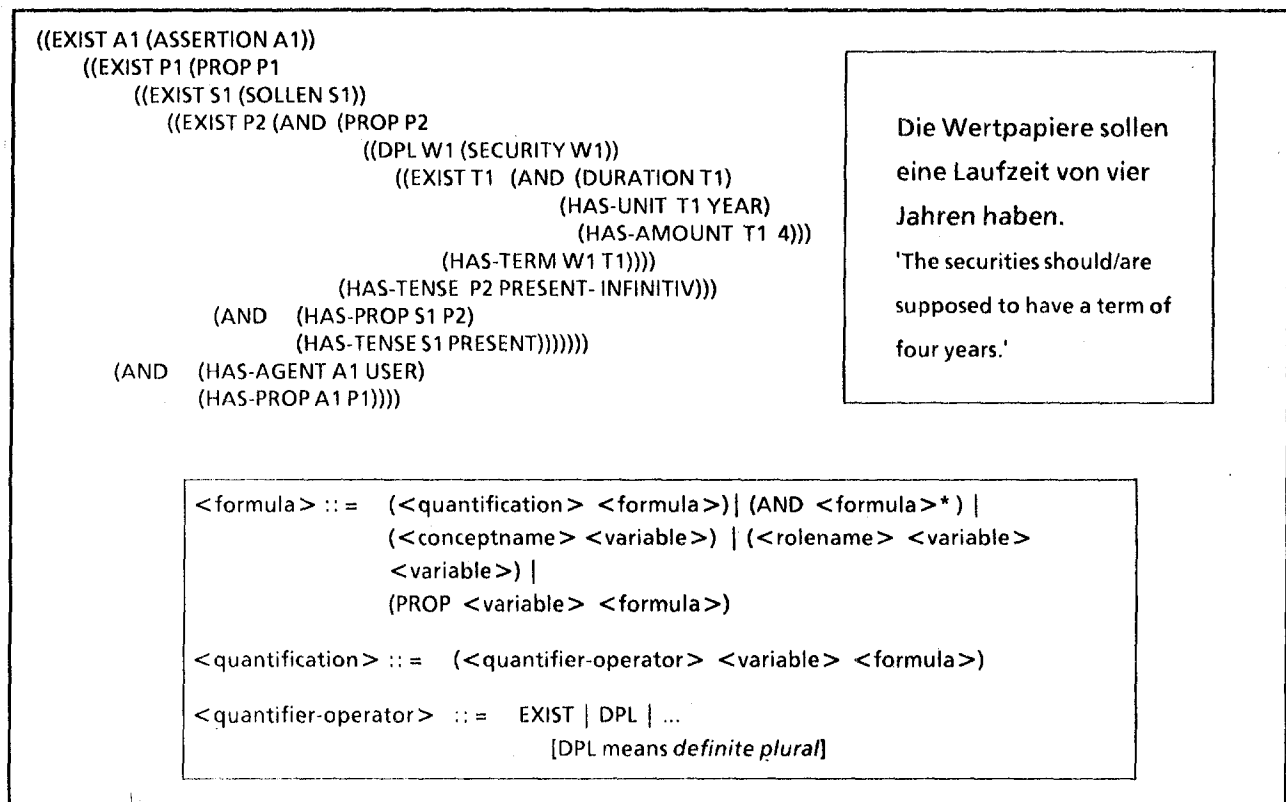 ((EXIST A1 (ASSERTION A1))
((EXIST P1 (PROP P1
((EXIST S1 (SOLLEN S1))
((EXIST P2 (AND (PROP P2
((DPL W1 (SECURITY W1))
((EXIST T1 (AND (DURATION T1)
(HAS-UNIT T1 YEAR)
(HAS-AMOUNT T1 4)))
(HAS-TERM W1 T1))))
(HAS-TENSE P2 PRESENT- INFINITIV)))
(AND (HAS-PROP S1 P2)
(HAS-TENSE S1 PRESENT)))))))
(AND (HAS-AGENT A1 USER)
(HAS-PROP A1 P1))))
Die Wertpapiere sollen
eine Laufzeit von vier
Jahren haben.
'The securities should/are
supposed to have a term of
four years.'
<formula> :: = (<quantification> <formula>) | (AND <formula>* ) |
(<conceptname> <variable>) | (<rolename> <variable>
<variable>) |
(PROP <variable> <formula>)
<quantification> :: = (<quantifier-operator> <variable> <formula>)
<quantifier-operator> :: = EXIST | DPL | ...
[DPL means definite plural]